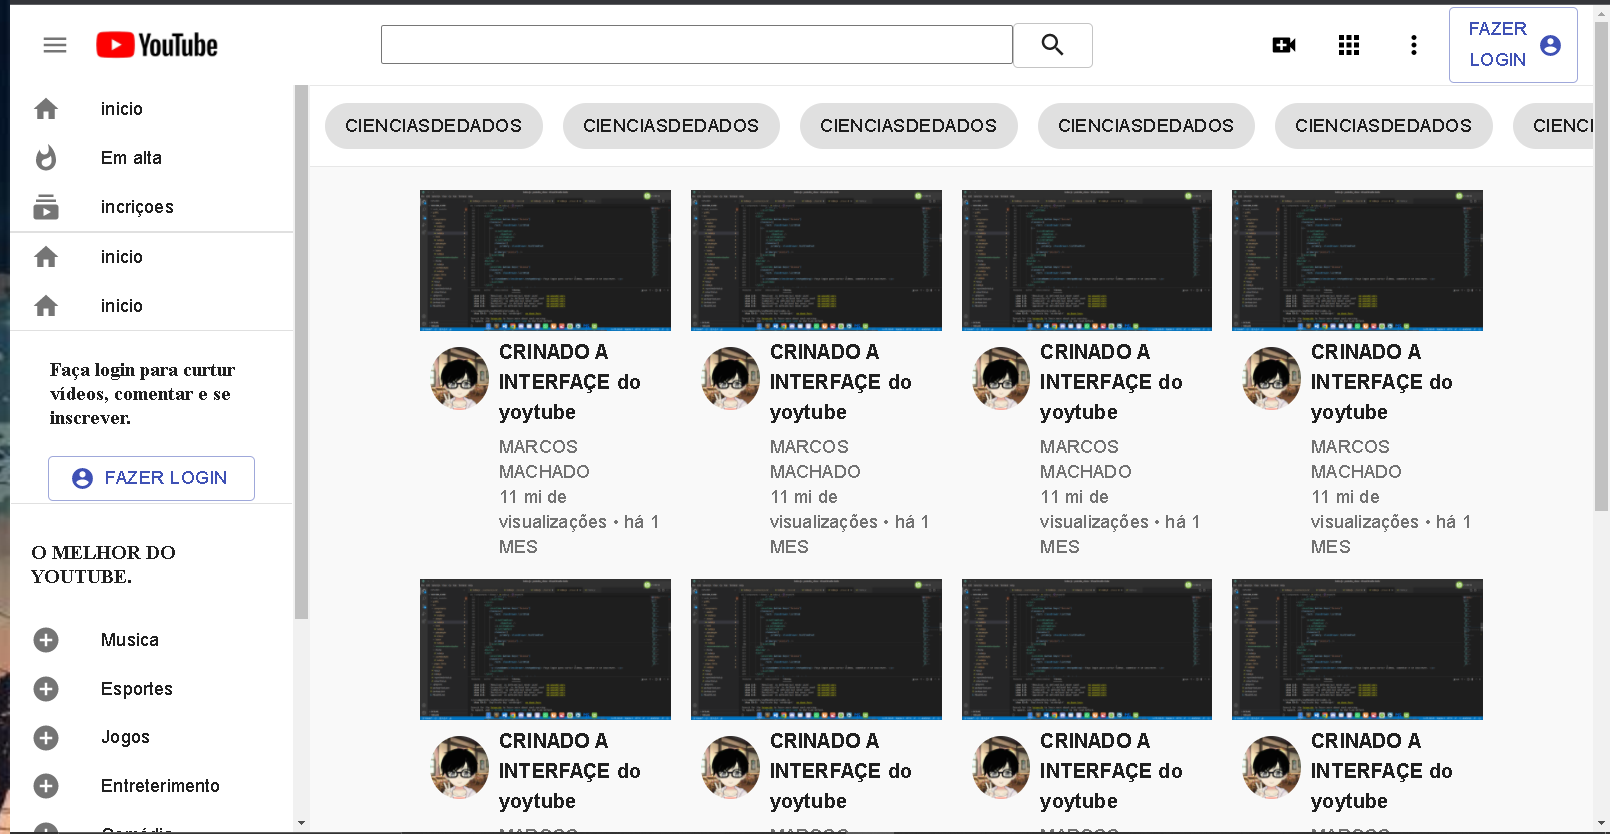 YouTube
FAZER
LOGIN
inicio
Em alta
incriçoes
inicio
inicio
Faça login para curtur
vídeos, comentar e se
inscrever.
FAZER LOGIN
O MELHOR DO
YOUTUBE.
Musica
Esportes
Jogos
Entreterimento
CIENCIASDEDADOS
CIENCIASDEDADOS
CIENCIASDEDADOS
CIENCIASDEDADOS
CIENCIASDEDADOS
CIENCI
CRINADO A
INTERFAÇE do
yoytube
MARCOS
MACHADO
11 mi de
visualizações • há 1
MES
CRINADO A
INTERFAÇE do
yoytube
MARCOS
MACHADO
11 mi de
visualizações • há 1
MES
CRINADO A
INTERFAÇE do
yoytube
MARCOS
MACHADO
11 mi de
visualizações • há 1
MES
CRINADO A
INTERFAÇE do
yoytube
MARCOS
MACHADO
11 mi de
visualizações • há 1
MES
CRINADO A
INTERFAÇE do
yoytube
CRINADO A
INTERFAÇE do
yoytube
CRINADO A
INTERFAÇE do
yoytube
CRINADO A
INTERFAÇE do
yoytube